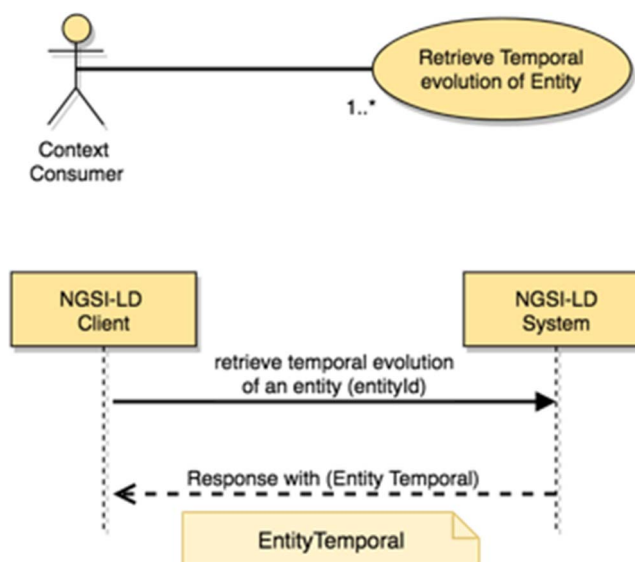 Retrieve Temporal
evolution of Entity
1..*
Context
Consumer
NGSI-LD
Client
NGSI-LD
System
retrieve temporal evolution
of an entity (entityId)
Response with (Entity Temporal)
EntityTemporal